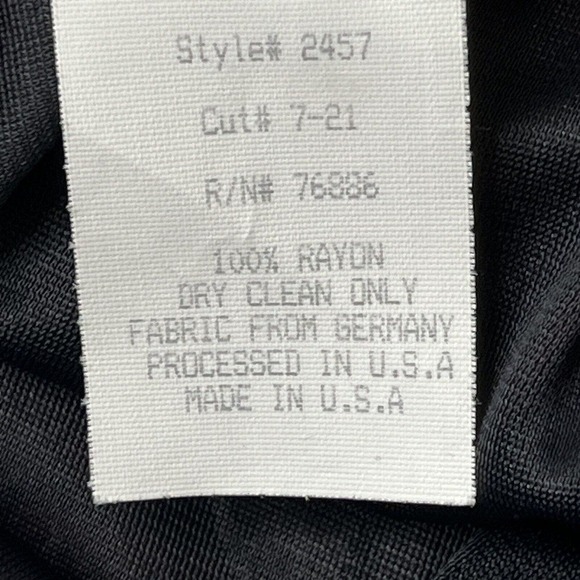 Style# 2457
Cut# 7-21
R/N# 76886
100% RAYON
DRY CLEAN ONLY
FABRIC FROM GERMANY
PROCESSED IN U.S.A
MADE IN U.S.A